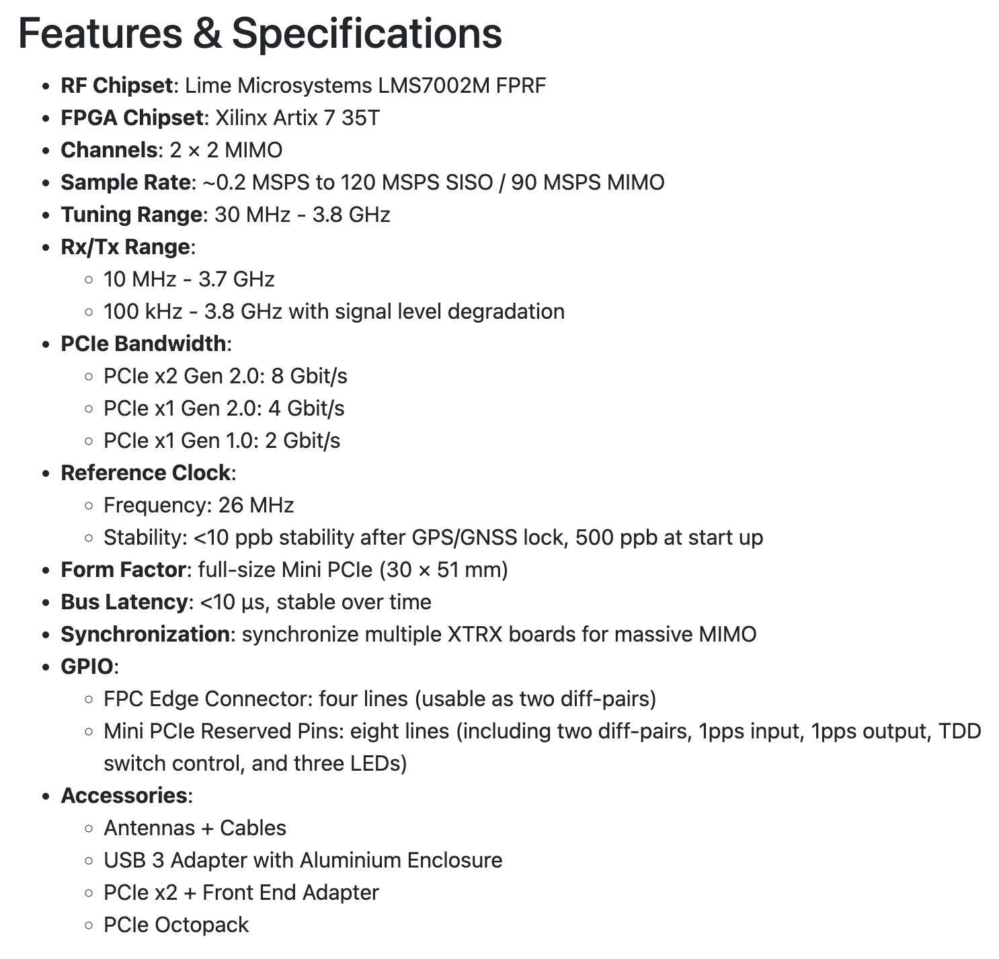 Features & Specifications
• RF Chipset: Lime Microsystems LMS7002M FPRF
• FPGA Chipset: Xilinx Artix 7 35T
• Channels: 2 × 2 MIMO
• Sample Rate: ~0.2 MSPS to 120 MSPS SISO / 90 MSPS MIMO
• Tuning Range: 30 MHz - 3.8 GHz
• Rx/Tx Range:
◦ 10 MHz - 3.7 GHz
◦ 100 kHz - 3.8 GHz with signal level degradation
• PCIe Bandwidth:
◦ PCIe x2 Gen 2.0: 8 Gbit/s
◦ PCIe x1 Gen 2.0: 4 Gbit/s
◦ PCIe x1 Gen 1.0: 2 Gbit/s
• Reference Clock:
◦ Frequency: 26 MHz
◦ Stability: <10 ppb stability after GPS/GNSS lock, 500 ppb at start up
• Form Factor: full-size Mini PCIe (30 × 51 mm)
• Bus Latency: <10 µs, stable over time
• Synchronization: synchronize multiple XTRX boards for massive MIMO
• GPIO:
◦ FPC Edge Connector: four lines (usable as two diff-pairs)
◦ Mini PCIe Reserved Pins: eight lines (including two diff-pairs, 1pps input, 1pps output, TDD
switch control, and three LEDs)
• Accessories:
◦ Antennas + Cables
◦ USB 3 Adapter with Aluminium Enclosure
◦ PCIe x2 + Front End Adapter
◦ PCIe Octopack